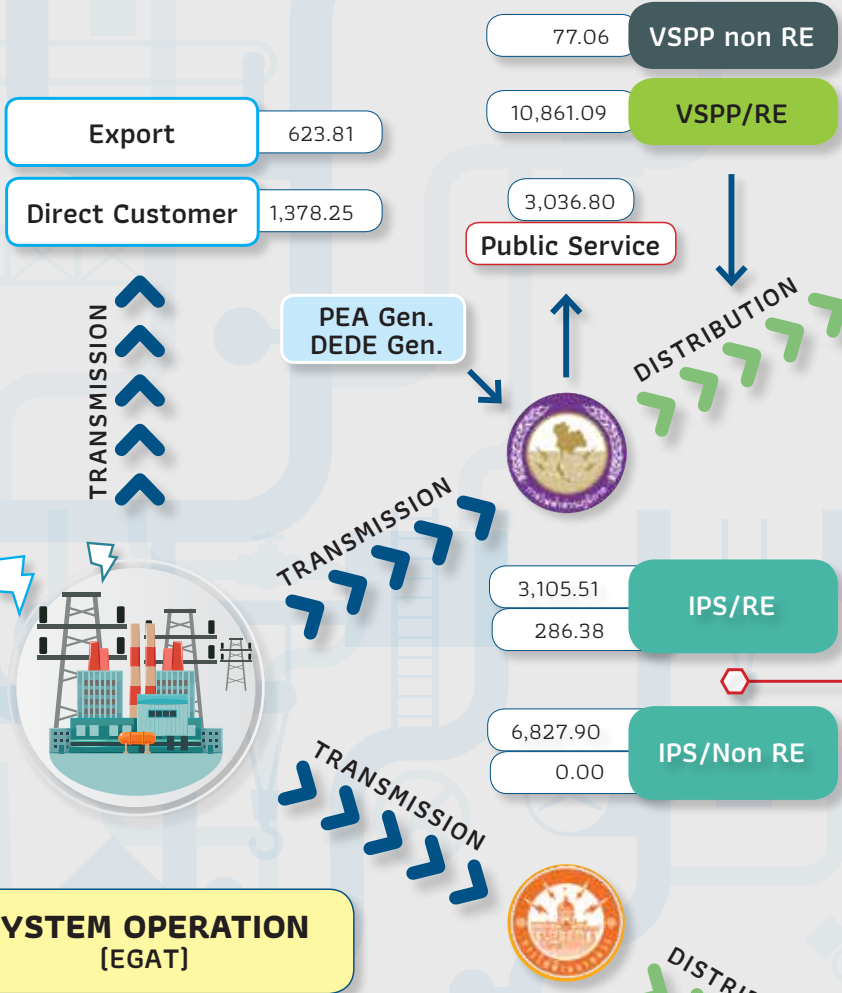 77.06
VSPP non RE
10,861.09
VSPP/RE
Export
623.81
Direct Customer
1,378.25
3,036.80
Public Service
PEA Gen.
DEDE Gen.
TRANSMISSION
DISTRIBUTION
TRANSMISSION
3,105.51
286.38
IPS/RE
6,827.90
0.00
IPS/Non RE
TRANSMISSION
YSTEM OPERATION
[EGAT]
DISTRI